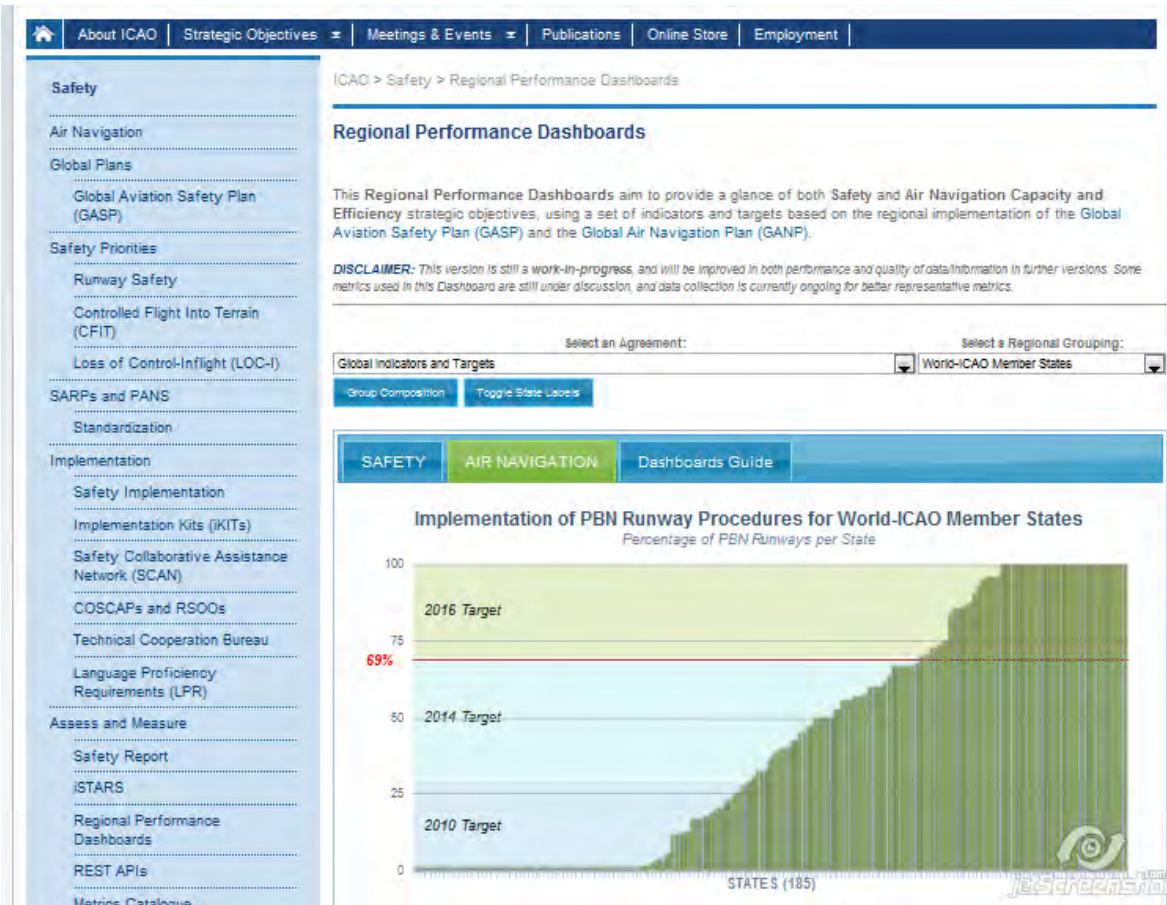 About ICAO
Strategic Objectives
Meetings & Events
Publications
Online Store
Employment
Safety
Air Navigation
Global Plans
Global Aviation Safety Plan
(GASP)
Safety Priorities
Runway Safety
Controlled Flight Into Terrain
(CFIT)
Loss of Control-Inflight (LOC-I)
SARPs and PANS
Standardization
Implementation
Safety Implementation
Implementation Kits (iKITs)
Safety Collaborative Assistance
Network (SCAN)
COSCAPs and RSOOs
Technical Cooperation Bureau
Language Proficiency
Requirements (LPR)
Assess and Measure
Safety Report
iSTARS
Regional Performance
Dashboards
REST APIs
Metrics Catalogue
ICAO > Safety > Regional Performance Dashboards
Regional Performance Dashboards
This Regional Performance Dashboards aim to provide a glance of both Safety and Air Navigation Capacity and
Efficiency strategic objectives, using a set of indicators and targets based on the regional implementation of the Global
Aviation Safety Plan (GASP) and the Global Air Navigation Plan (GANP).
DISCLAIMER: This version is still a work-in-progress, and will be improved in both performance and quality of data/information in further versions. Some
metrics used in this Dashboard are still under discussion, and data collection is currently ongoing for better representative metrics.
Select an Agreement:
Select a Regional Grouping:
Global Indicators and Targets
World-ICAO Member States
Group Composition
Toggle State Labels
SAFETY
AIR NAVIGATION
Dashboards Guide
Implementation of PBN Runway Procedures for World-ICAO Member States
Percentage of PBN Runways per State
100
2016 Target
75
69%
50
2014 Target
25
2010 Target
0
STATES (185)
jetscreenshot
.com